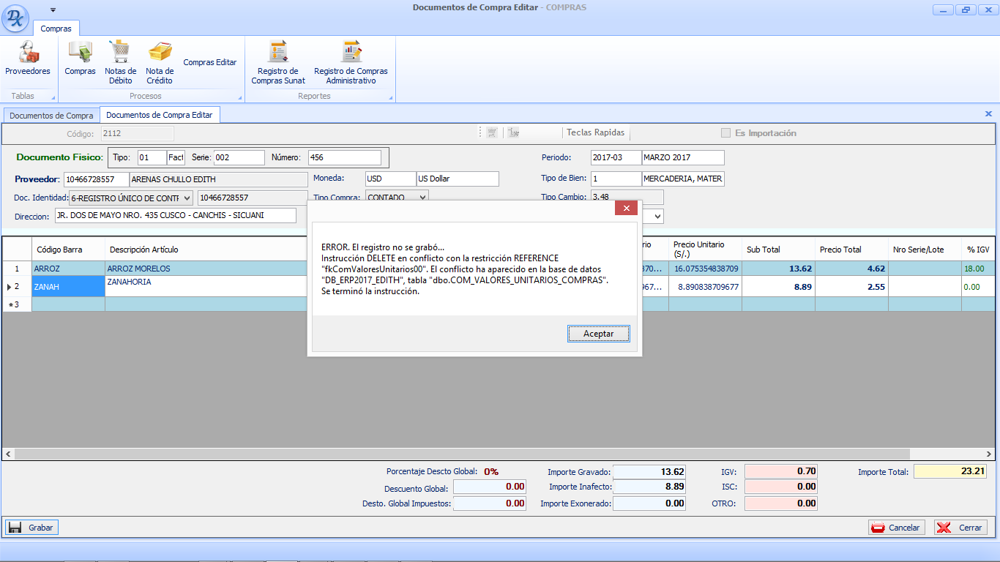 Documentos de Compra Editar - COMPRAS
Compras
Proveedores
Compras
Notas de
Débito
Nota de
Crédito
Compras Editar
Registro de
Compras Sunat
Registro de Compras
Administrativo
Tablas
Procesos
Reportes
Documentos de Compra
Documentos de Compra Editar
Código: 2112
Teclas Rapidas
Es Importación
Documento Fisico: Tipo: 01 Fact Serie: 002 Número: 456
Periodo: 2017-03 MARZO 2017
Proveedor: 10466728557 ARENAS CHULLO EDITH
Moneda: USD US Dollar
Tipo de Bien: 1 MERCADERIA, MATER
Doc. Identidad: 6-REGISTRO ÚNICO DE CONTF 10466728557
Tipo Compra: CONTADO
Tipo Cambio: 3.48
Direccion: JR. DOS DE MAYO NRO. 435 CUSCO - CANCHIS - SICUANI
ERROR. El registro no se grabó...
Instrucción DELETE en conflicto con la restricción REFERENCE
"fkComValoresUnitarios00". El conflicto ha aparecido en la base de datos
"DB_ERP2017_EDITH", tabla "dbo.COM_VALORES_UNITARIOS_COMPRAS".
Se terminó la instrucción.
Aceptar
Código Barra Descripción Artículo Precio Unitario (S/.) Sub Total Precio Total Nro Serie/Lote % IGV
1 ARROZ ARROZ MORELOS 16.075354838709 13.62 4.62 18.00
2 ZANAH ZANAHORIA 967... 8.890838709677 8.89 2.55 0.00
3
Porcentaje Descto Global: 0% Importe Gravado: 13.62 IGV: 0.70 Importe Total: 23.21
Descuento Global: 0.00 Importe Inafecto: 8.89 ISC: 0.00
Desto. Global Impuestos: 0.00 Importe Exonerado: 0.00 OTRO: 0.00
Grabar
Cancelar
Cerrar